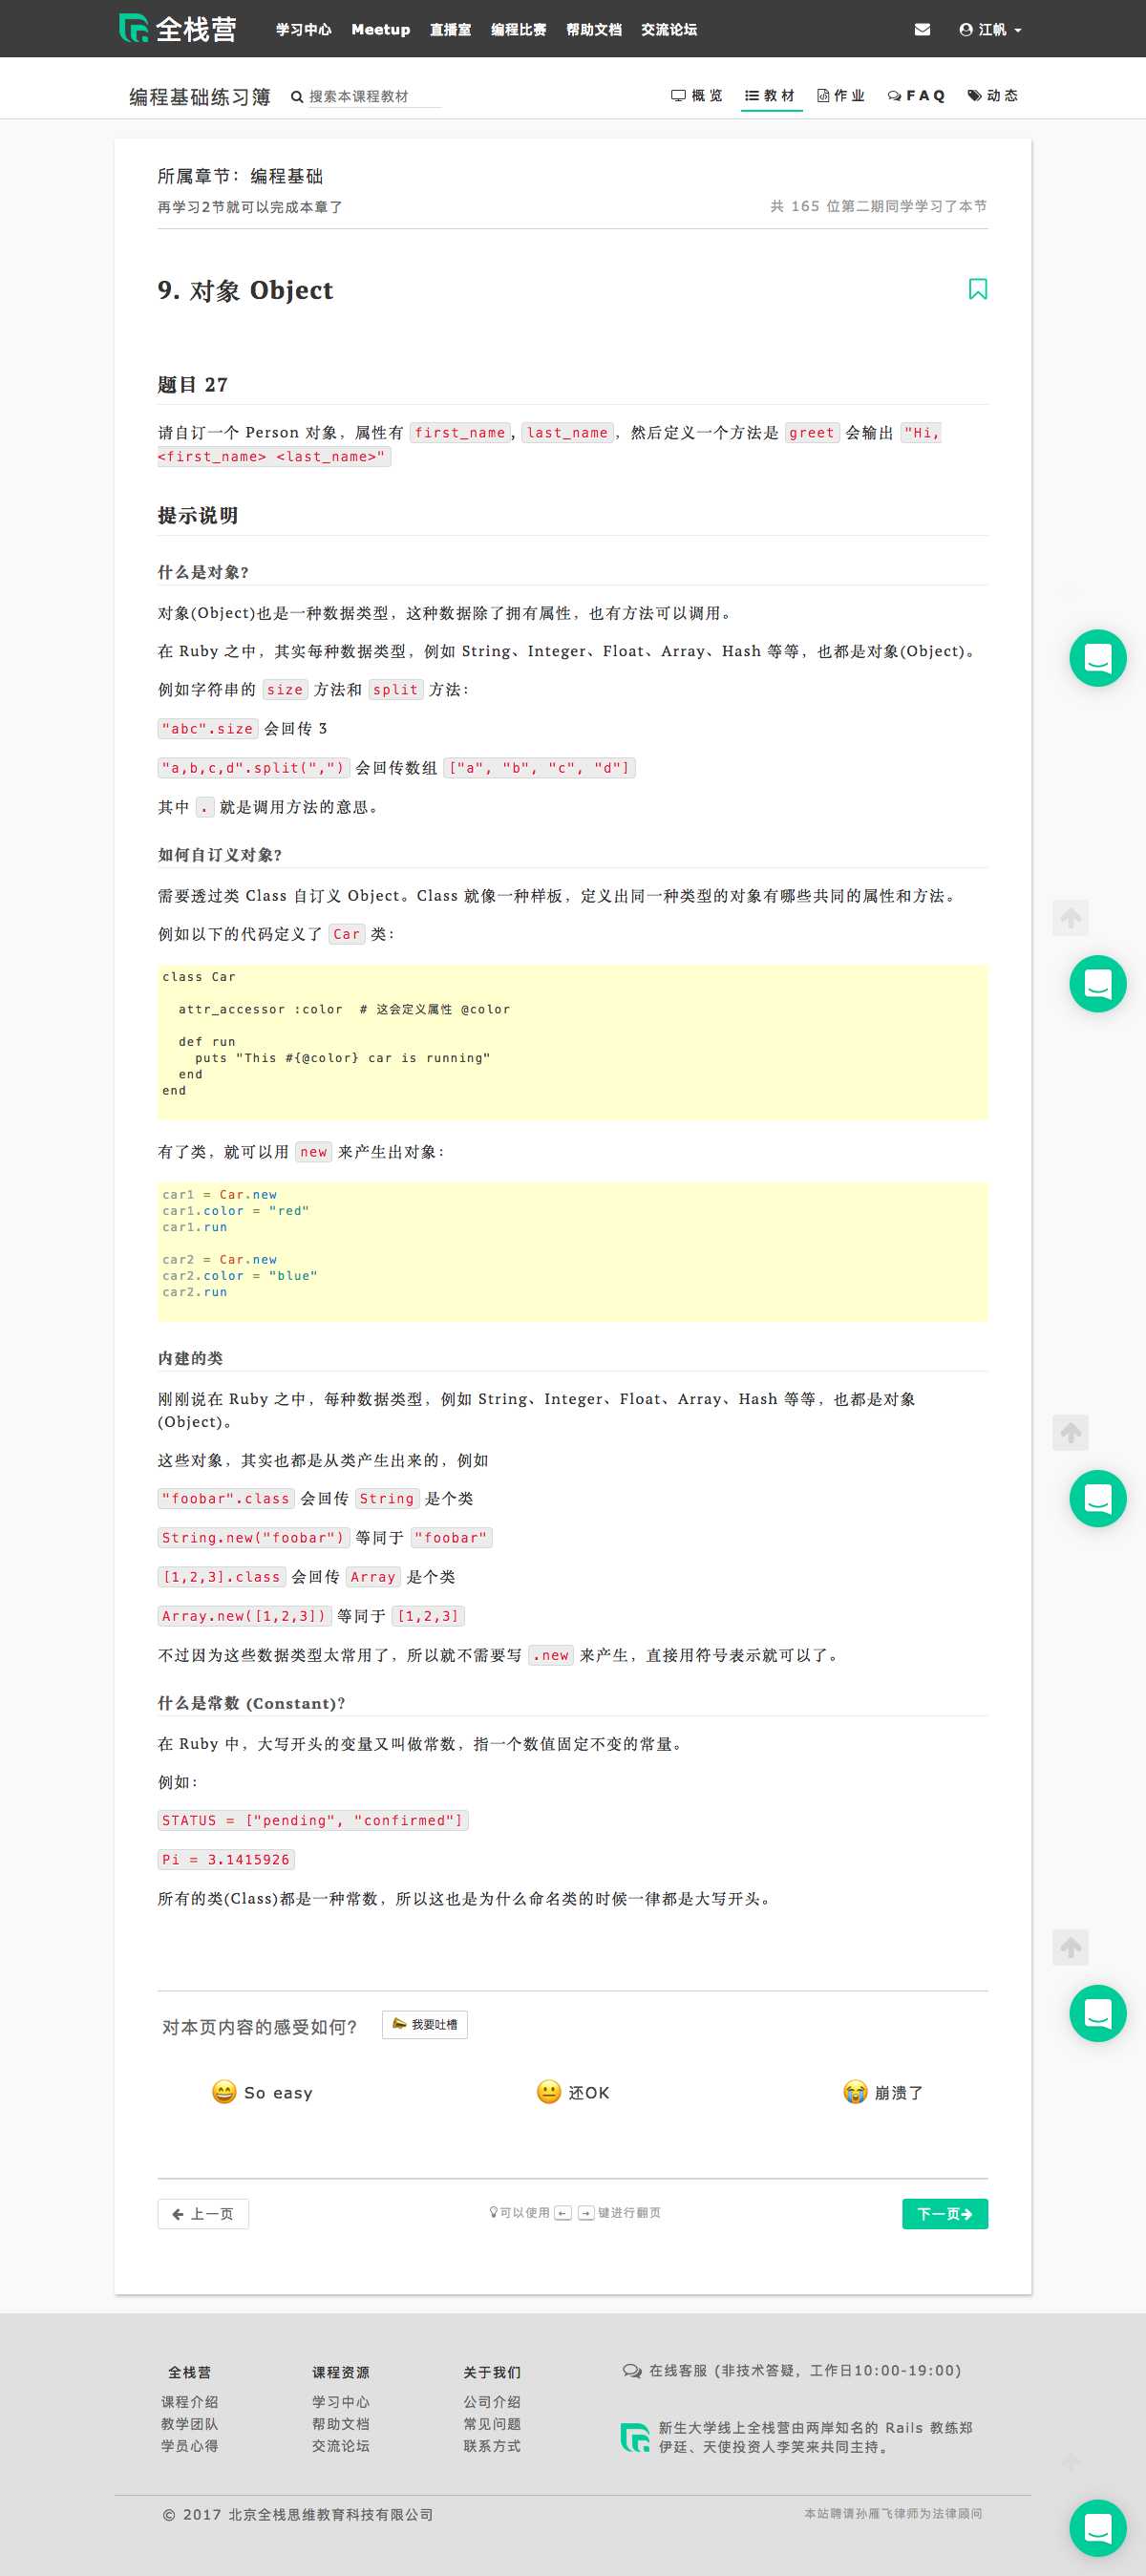 全栈营
学习中心 Meetup 直播室 编程比赛 帮助文档 交流论坛 江帆
编程基础练习簿 搜索本课程教材 概览 教材 作业 FAQ 动态
所属章节：编程基础
再学习2节就可以完成本章了 共 165 位第二期同学学习了本节
9. 对象 Object
题目 27
请自订一个 Person 对象，属性有 first_name, last_name，然后定义一个方法是 greet 会输出 "Hi,
<first_name> <last_name>"
提示说明
什么是对象?
对象(Object)也是一种数据类型，这种数据除了拥有属性，也有方法可以调用。
在 Ruby 之中，其实每种数据类型，例如 String、Integer、Float、Array、Hash 等等，也都是对象(Object)。
例如字符串的 size 方法和 split 方法：
"abc".size 会回传 3
"a,b,c,d".split(",") 会回传数组 ["a", "b", "c", "d"]
其中 . 就是调用方法的意思。
如何自订义对象?
需要透过类 Class 自订义 Object。Class 就像一种样板，定义出同一种类型的对象有哪些共同的属性和方法。
例如以下的代码定义了 Car 类：
class Car
attr_accessor :color # 这会定义属性 @color
def run
puts "This #{@color} car is running"
end
end
有了类，就可以用 new 来产生出对象：
car1 = Car.new
car1.color = "red"
car1.run
car2 = Car.new
car2.color = "blue"
car2.run
内建的类
刚刚说在 Ruby 之中，每种数据类型，例如 String、Integer、Float、Array、Hash 等等，也都是对象
(Object)。
这些对象，其实也都是从类产生出来的，例如
"foobar".class 会回传 String 是个类
String.new("foobar") 等同于 "foobar"
[1,2,3].class 会回传 Array 是个类
Array.new([1,2,3]) 等同于 [1,2,3]
不过因为这些数据类型太常用了，所以就不需要写 .new 来产生，直接用符号表示就可以了。
什么是常数 (Constant)?
在 Ruby 中，大写开头的变量又叫做常数，指一个数值固定不变的常量。
例如：
STATUS = ["pending", "confirmed"]
Pi = 3.1415926
所有的类(Class)都是一种常数，所以这也是为什么命名类的时候一律都是大写开头。
对本页内容的感受如何? 我要吐槽
So easy 还OK 崩溃了
← 上一页 可以使用 ← → 键进行翻页 下一页→
全栈营 课程资源 关于我们 在线客服 (非技术答疑，工作日10:00-19:00)
课程介绍 学习中心 公司介绍
教学团队 帮助文档 常见问题
学员心得 交流论坛 联系方式
新生大学线上全栈营由两岸知名的 Rails 教练郑
伊廷、天使投资人李笑来共同主持。
© 2017 北京全栈思维教育科技有限公司 本站聘请孙雁飞律师为法律顾问